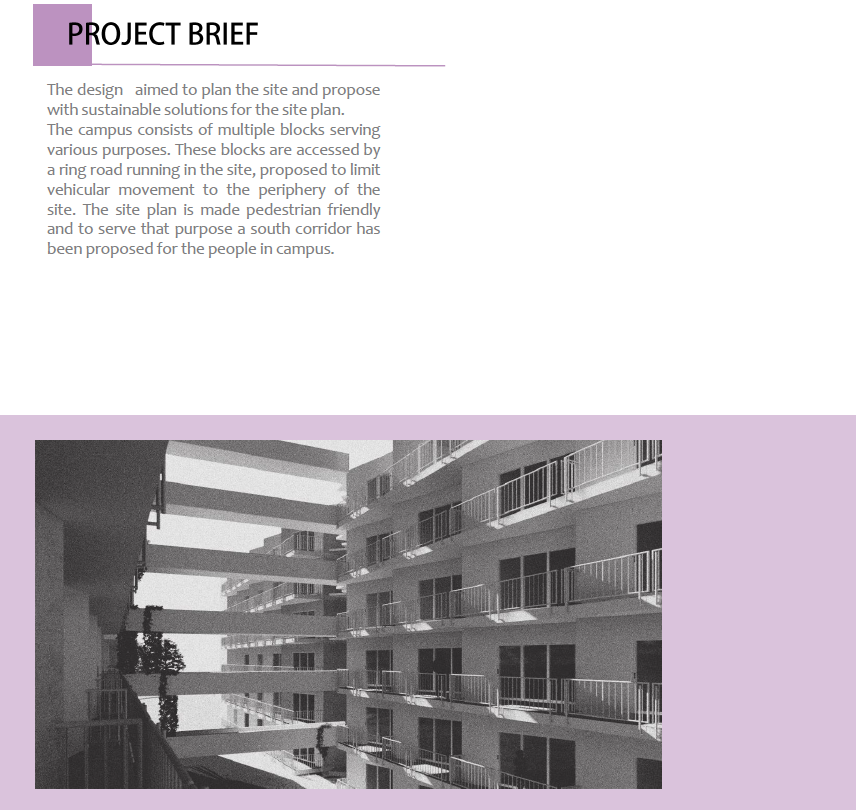 PROJECT BRIEF
The design aimed to plan the site and propose
with sustainable solutions for the site plan.
The campus consists of multiple blocks serving
various purposes. These blocks are accessed by
a ring road running in the site, proposed to limit
vehicular movement to the periphery of the
site. The site plan is made pedestrian friendly
and to serve that purpose a south corridor has
been proposed for the people in campus.